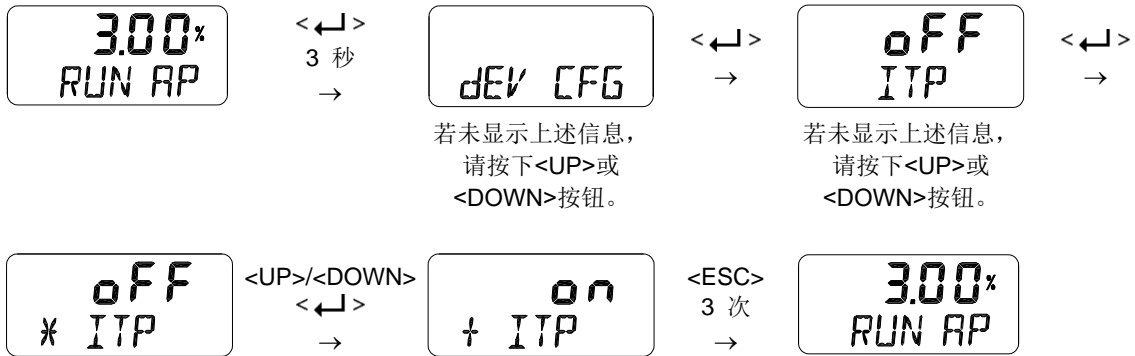 3.00%
RUN AP
<↵>
3 秒
→
dEV CFG
若未显示上述信息，
请按下<UP>或
<DOWN>按钮。
<↵>
→
oFF
ITP
若未显示上述信息，
请按下<UP>或
<DOWN>按钮。
<↵>
→
oFF
* ITP
<UP>/<DOWN>
<↵>
→
on
+ ITP
<ESC>
3 次
→
3.00%
RUN AP